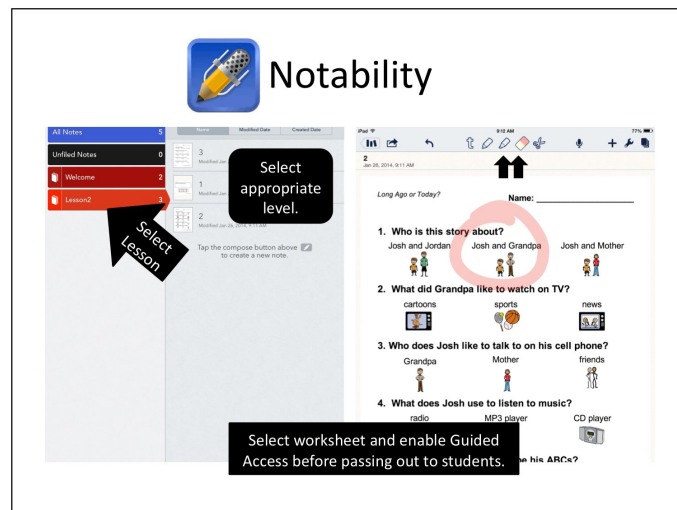 Notability
All Notes 5
Unfiled Notes 0
Welcome 2
Lesson2 3
Name Modified Date Created Date
3
Modified Jan
1
Modified Jan
2
Modified Jan 26, 2014, 9:11 AM
Tap the compose button above
to create a new note.
Select
appropriate
level.
Select
Lesson
iPad 9:12 AM 77%
2
Jan 26, 2014, 9:11 AM
Long Ago or Today? Name:
1. Who is this story about?
Josh and Jordan Josh and Grandpa Josh and Mother
2. What did Grandpa like to watch on TV?
cartoons sports news
3. Who does Josh like to talk to on his cell phone?
Grandpa Mother friends
4. What does Josh use to listen to music?
radio MP3 player CD player
his ABCs?
Select worksheet and enable Guided
Access before passing out to students.